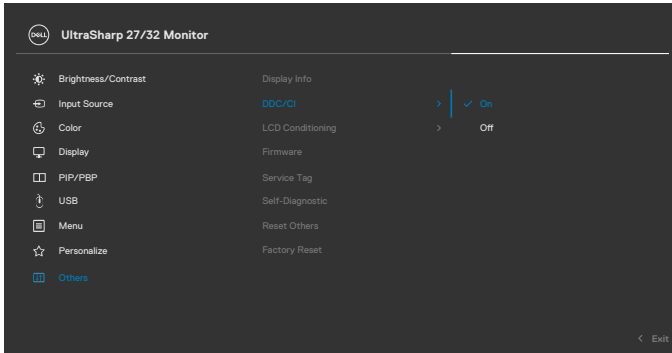 DELL UltraSharp 27/32 Monitor
Brightness/Contrast Display Info
Input Source DDC/CI > ✓ On
Color LCD Conditioning > Off
Display Firmware
PIP/PBP Service Tag
USB Self-Diagnostic
Menu Reset Others
Personalize Factory Reset
Others
< Exit